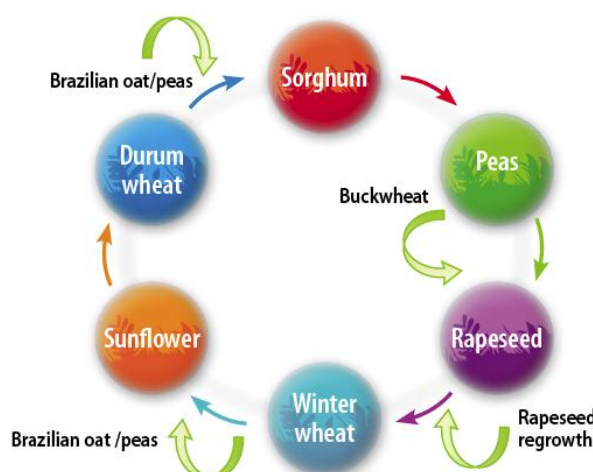 Brazilian oat/peas
Sorghum
Durum
wheat
Peas
Buckwheat
Sunflower
Rapeseed
Winter
wheat
Brazilian oat /peas
Rapeseed
regrowth